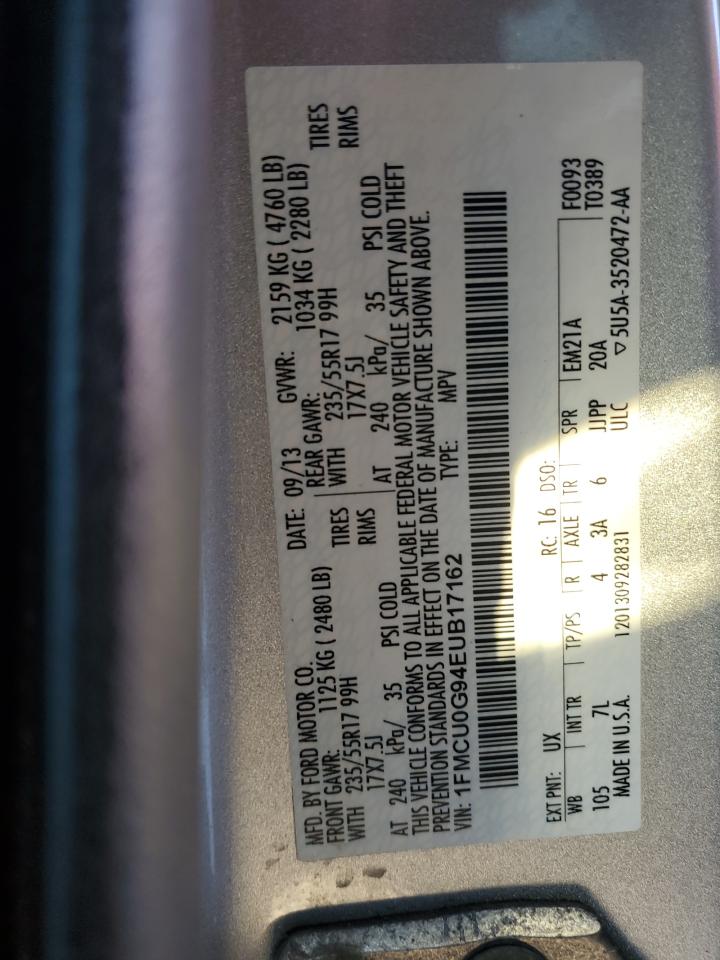 MFD. BY FORD MOTOR CO. DATE: 09/13 GVWR: 2159 KG ( 4760 LB)
FRONT GAWR: 1125 KG ( 2480 LB) REAR GAWR: 1034 KG ( 2280 LB)
WITH 235/55R17 99H TIRES WITH 235/55R17 99H TIRES
17X7.5J RIMS 17X7.5J RIMS
AT 240 kPa/ 35 PSI COLD AT 240 kPa/ 35 PSI COLD
THIS VEHICLE CONFORMS TO ALL APPLICABLE FEDERAL MOTOR VEHICLE SAFETY AND THEFT
PREVENTION STANDARDS IN EFFECT ON THE DATE OF MANUFACTURE SHOWN ABOVE.
VIN: 1FMCU0G94EUB17162 TYPE: MPV
EXT PNT: UX RC: 16 DSO: F0093
WB INT TR TP/PS R AXLE TR SPR EM21A T0389
105 7L 4 3A 6 JJPP 20A
MADE IN U.S.A. 1201309282831 ULC ▽ 5U5A-3520472-AA